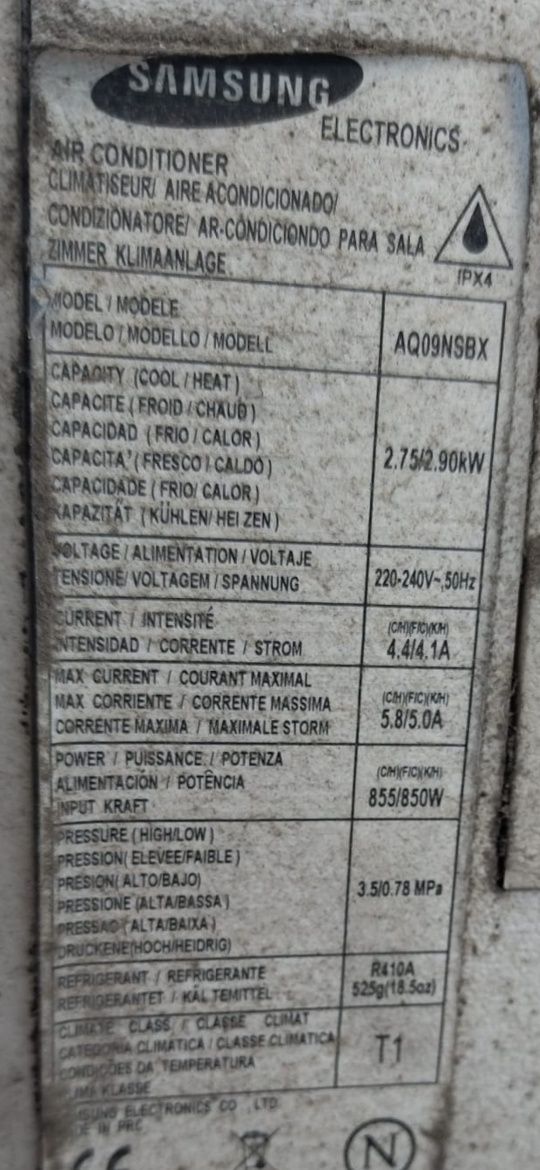 SAMSUNG
ELECTRONICS
AIR CONDITIONER
CLIMATISEUR/ AIRE ACONDICIONADO/
CONDIZIONATORE/ AR-CONDICIONDO PARA SALA
ZIMMER KLIMAANLAGE
IPX4
MODEL / MODELE
MODELO / MODELLO / MODELL
AQ09NSBX
CAPACITY (COOL / HEAT )
CAPACITE ( FROID / CHAUD )
CAPACIDAD ( FRIO / CALOR )
CAPACITA' ( FRESCO / CALDO )
CAPACIDADE ( FRIO/ CALOR )
KAPAZITÄT ( KÜHLEN/ HEI ZEN )
2.75/2.90kW
VOLTAGE / ALIMENTATION / VOLTAJE
TENSIONE/ VOLTAGEM / SPANNUNG
220-240V~,50Hz
CURRENT / INTENSITÉ
INTENSIDAD / CORRENTE / STROM
(C/H)(F/C)(K/H)
4.4/4.1A
MAX CURRENT / COURANT MAXIMAL
MAX CORRIENTE / CORRENTE MASSIMA
CORRENTE MAXIMA / MAXIMALE STORM
(C/H)(F/C)(K/H)
5.8/5.0A
POWER / PUISSANCE / POTENZA
ALIMENTACIÓN / POTÊNCIA
INPUT KRAFT
(C/H)(F/C)(K/H)
855/850W
PRESSURE ( HIGH/LOW )
PRESSION( ELEVEE/FAIBLE )
PRESION( ALTO/BAJO)
PRESSIONE (ALTA/BASSA )
PRESSAO (ALTA/BAIXA )
DRUCKENE(HOCH/HEIDRIG)
3.5/0.78 MPa
REFRIGERANT / REFRIGERANTE
REFRIGERANTET / KÄL TEMITTEL
R410A
525g(18.5oz)
CLIMATE CLASS / CLASSE CLIMAT
CATEGORIA CLIMATICA / CLASSE CLIMATICA
CONDIÇOES DA TEMPERATURA
KLIMA KLASSE
T1
SAMSUNG ELECTRONICS CO ., LTD.
MADE IN PRC
CE
N